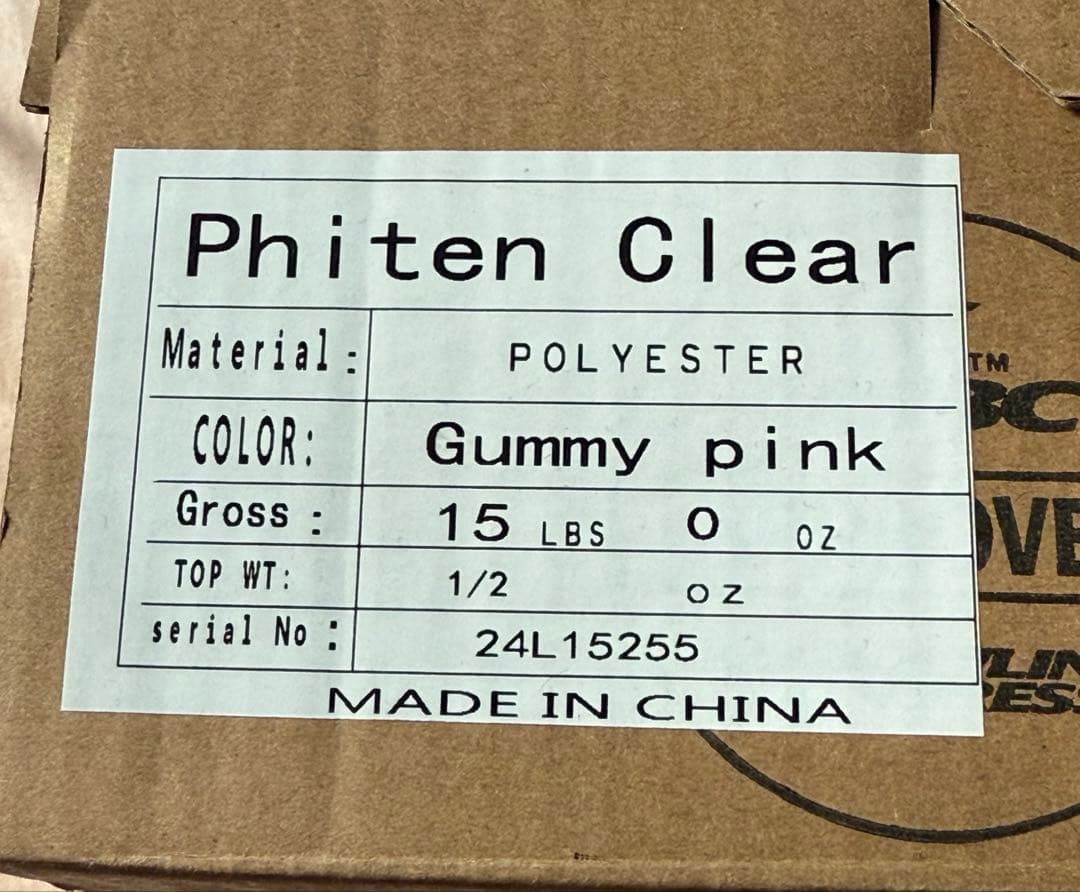 Phiten Clear
Material: POLYESTER
COLOR: Gummy pink
Gross: 15 LBS 0 OZ
TOP WT: 1/2 oz
serial No: 24L15255
MADE IN CHINA
TM